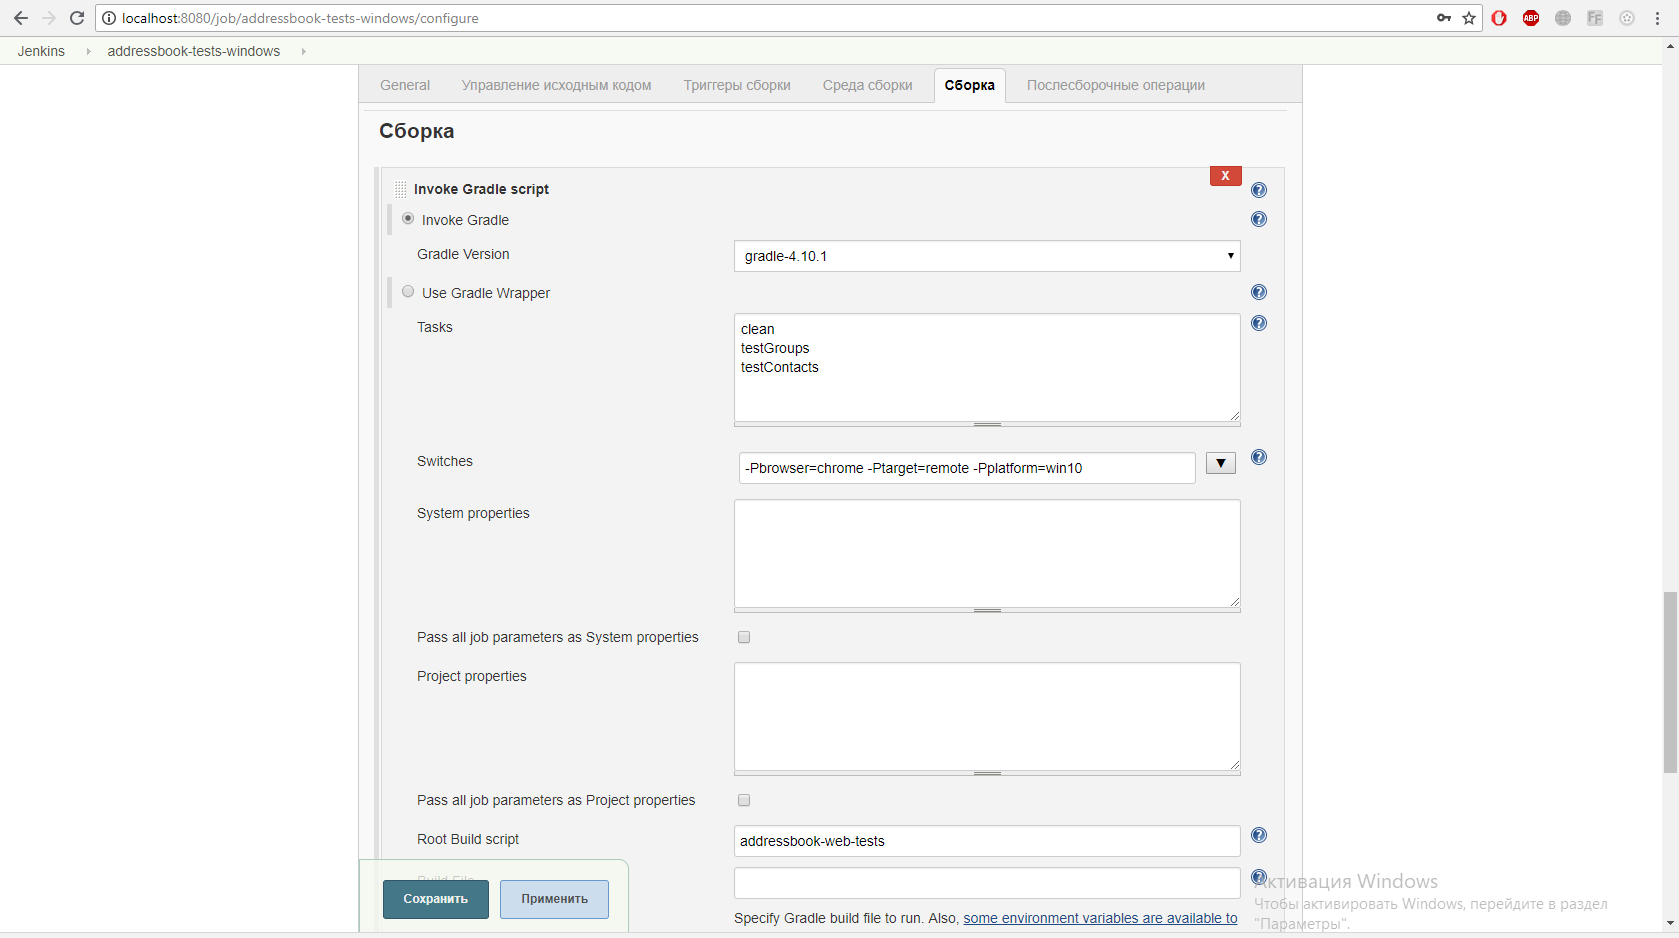 localhost:8080/job/addressbook-tests-windows/configure
ABP
FF
Jenkins
addressbook-tests-windows
General
Управление исходным кодом
Триггеры сборки
Среда сборки
Сборка
Послесборочные операции
Сборка
X
Invoke Gradle script
?
Invoke Gradle
?
Gradle Version
gradle-4.10.1
Use Gradle Wrapper
?
Tasks
clean
testGroups
testContacts
?
Switches
-Pbrowser=chrome -Ptarget=remote -Pplatform=win10
?
System properties
Pass all job parameters as System properties
Project properties
Pass all job parameters as Project properties
Root Build script
addressbook-web-tests
?
Build File
?
Сохранить
Применить
Specify Gradle build file to run. Also, some environment variables are available to
Активация Windows
Чтобы активировать Windows, перейдите в раздел
"Параметры".